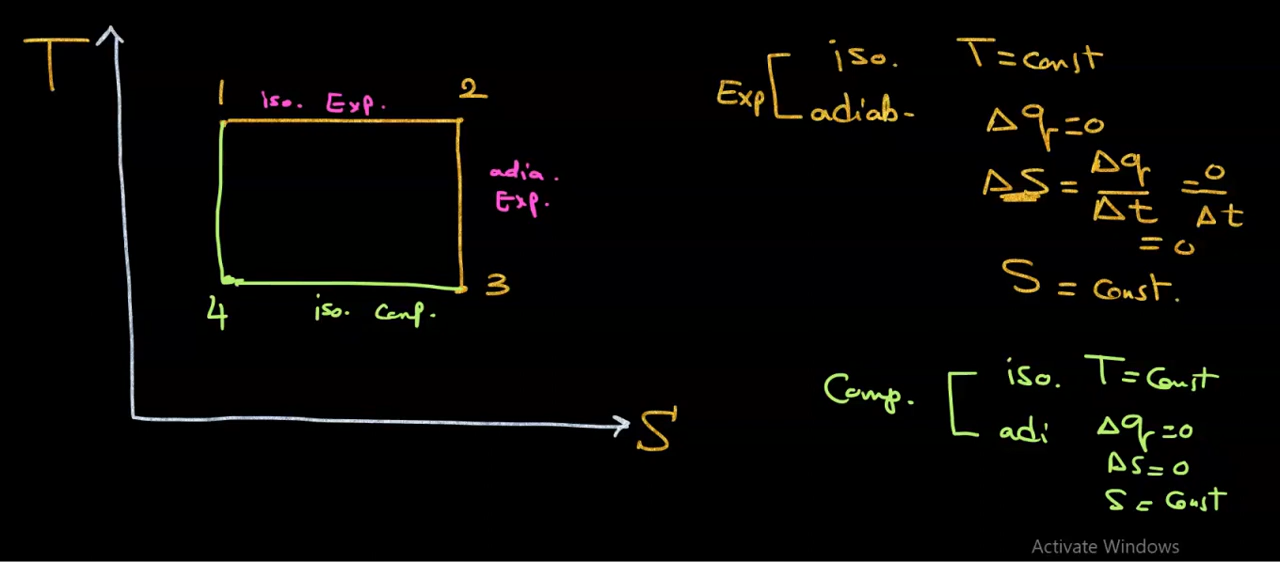 T
1
iso. Exp.
2
adia.
Exp.
3
4
iso. Comp.
S
Exp
iso. T = const
adiab- Δq = 0
ΔS = Δq/Δt = 0/Δt
= 0
S = const.
Comp.
iso. T = const
adi Δq = 0
ΔS = 0
S = const
Activate Windows